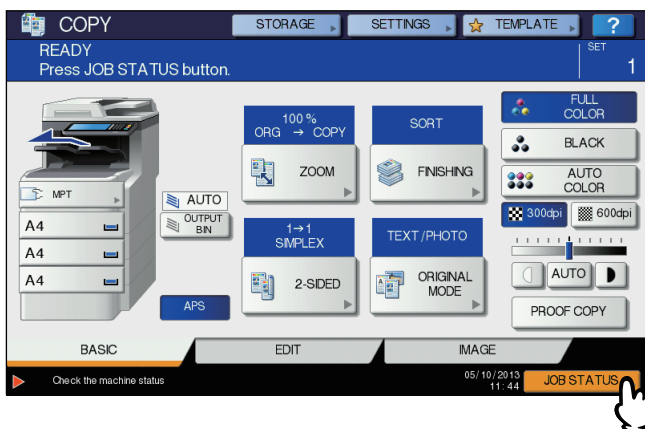 COPY
STORAGE
SETTINGS
TEMPLATE
?
READY
Press JOB STATUS button.
SET
1
100 %
ORG → COPY
ZOOM
SORT
FINISHING
FULL
COLOR
BLACK
AUTO
COLOR
300dpi
600dpi
MPT
A4
A4
A4
AUTO
OUTPUT
BIN
APS
1→1
SIMPLEX
2-SIDED
TEXT/PHOTO
ORIGINAL
MODE
AUTO
PROOF COPY
BASIC
EDIT
IMAGE
Check the machine status
05/10/2013
11:44
JOB STATUS